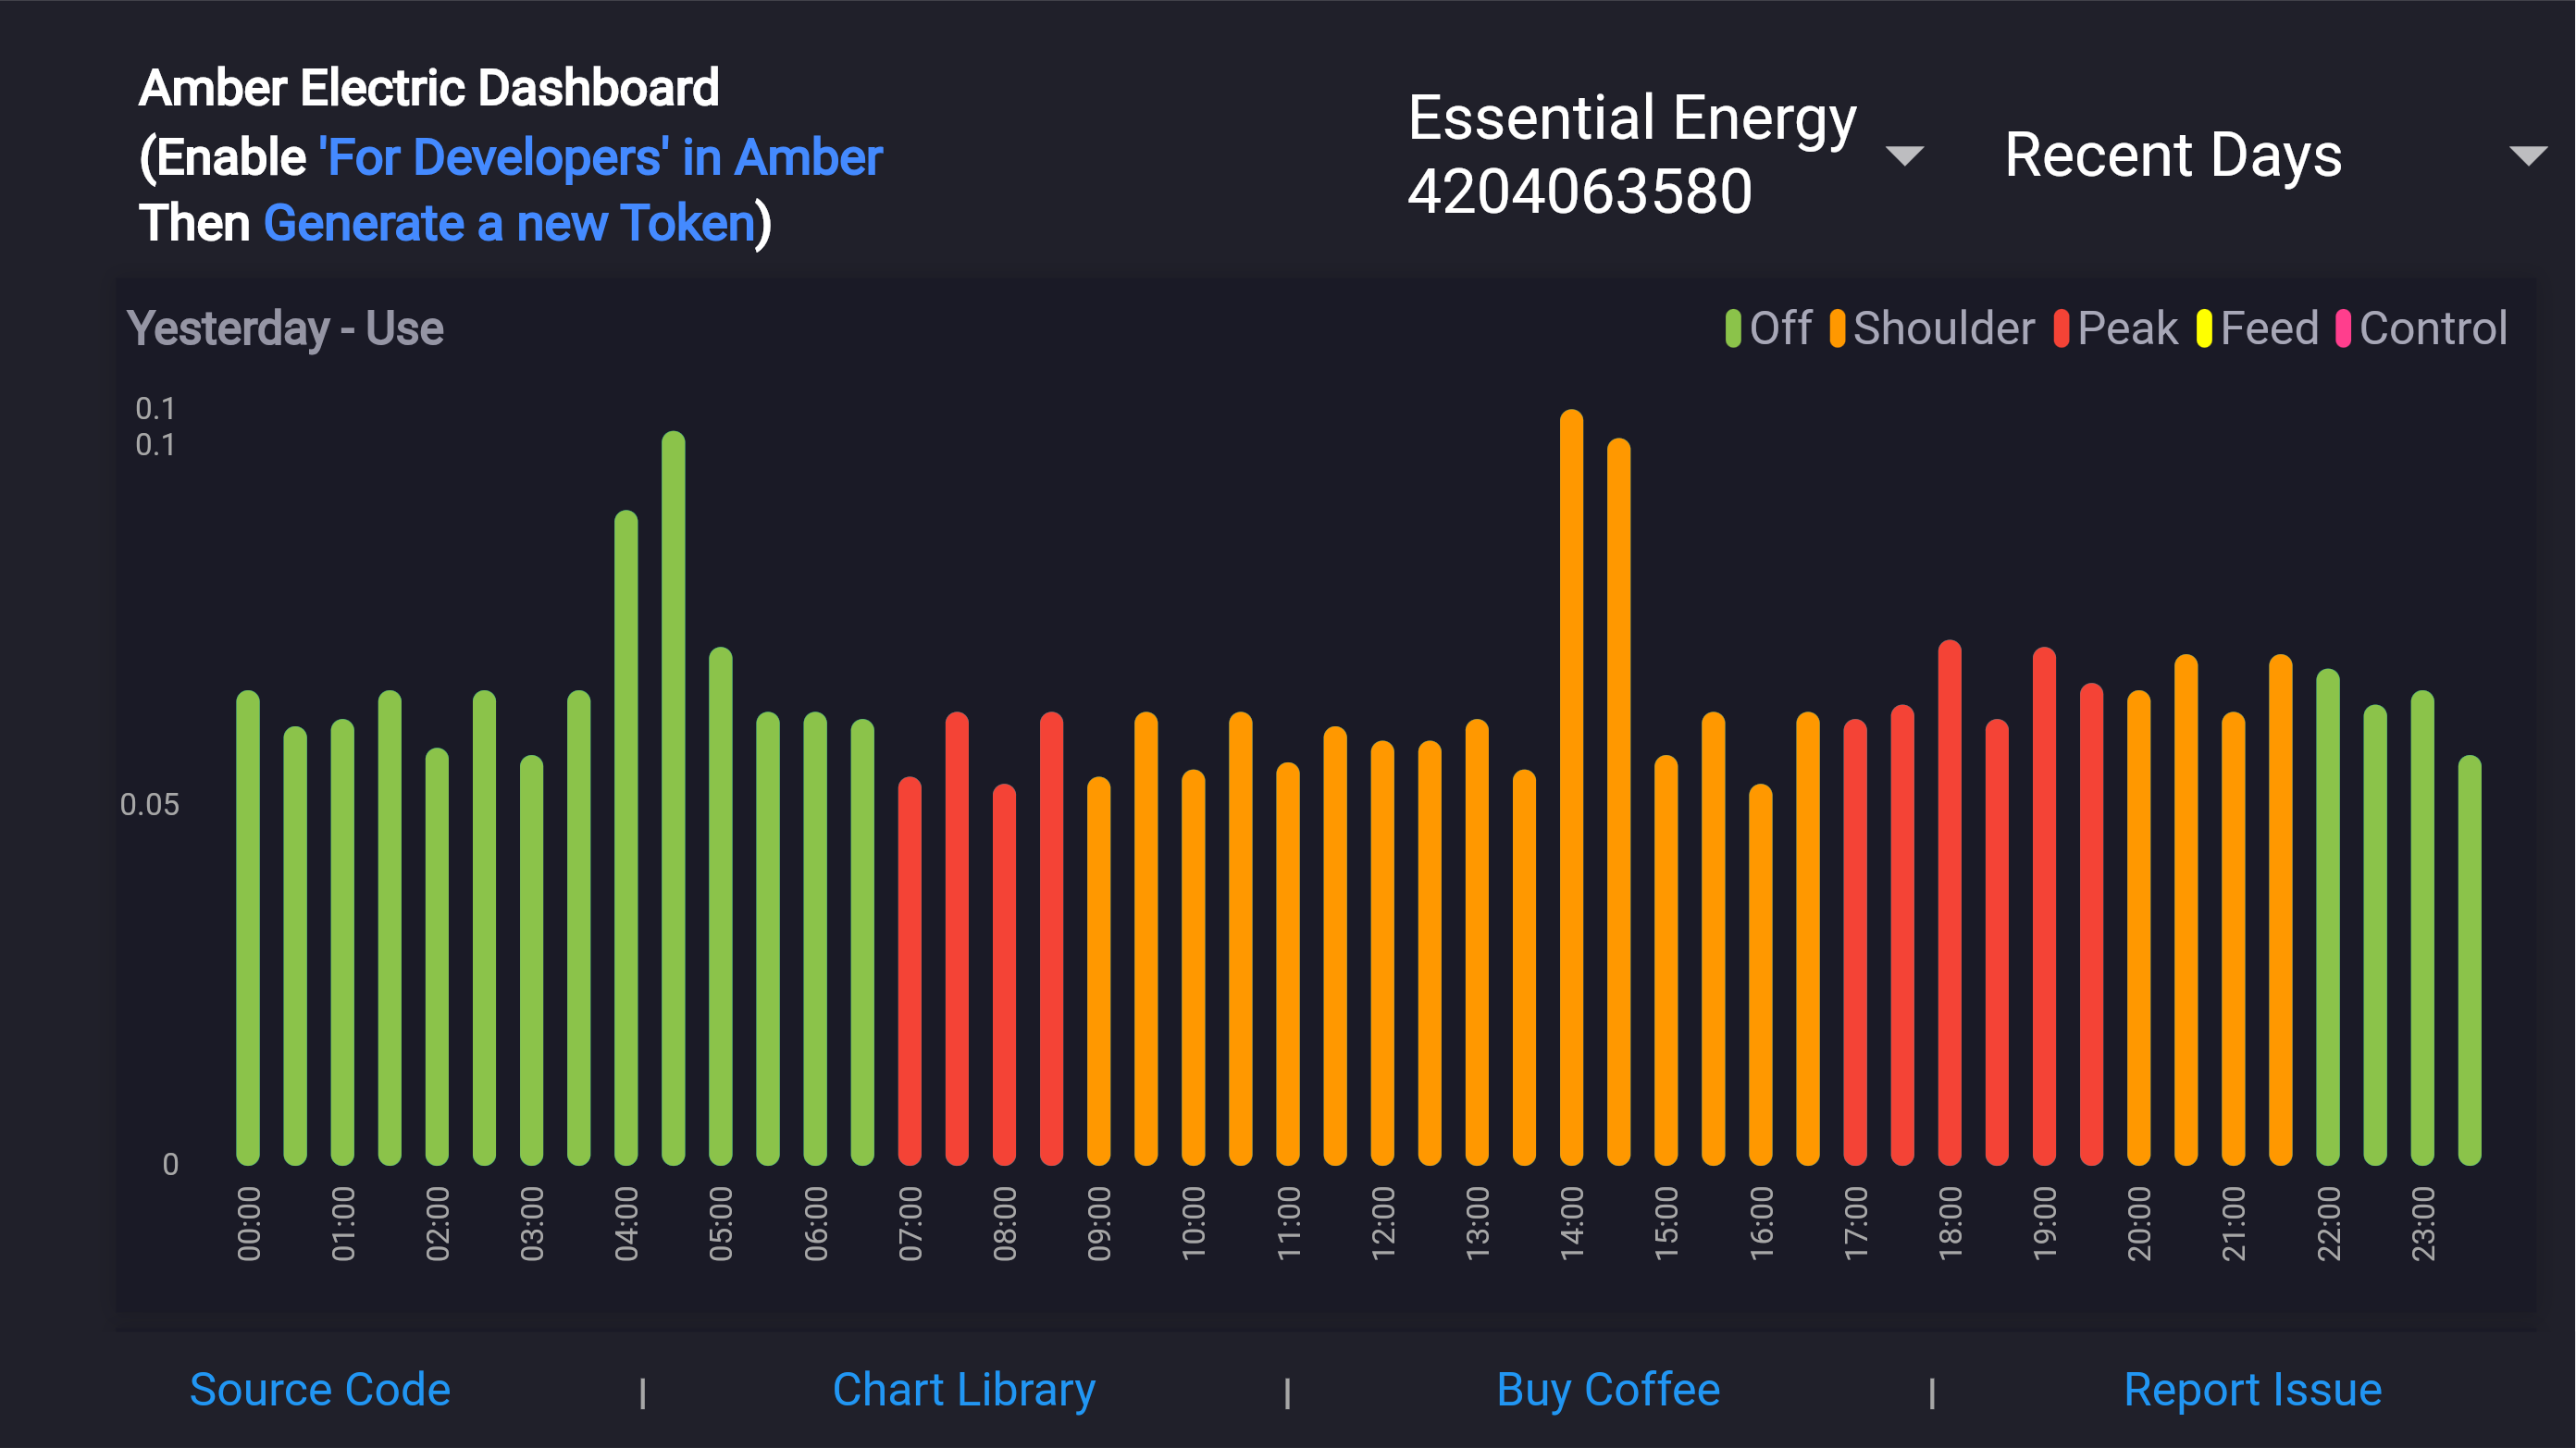 Amber Electric Dashboard
(Enable 'For Developers' in Amber
Then Generate a new Token)
Essential Energy
4204063580
Recent Days
Yesterday - Use
Off Shoulder Peak Feed Control
0.1
0.1
0.05
0
00:00 01:00 02:00 03:00 04:00 05:00 06:00 07:00 08:00 09:00 10:00 11:00 12:00 13:00 14:00 15:00 16:00 17:00 18:00 19:00 20:00 21:00 22:00 23:00
Source Code | Chart Library | Buy Coffee | Report Issue